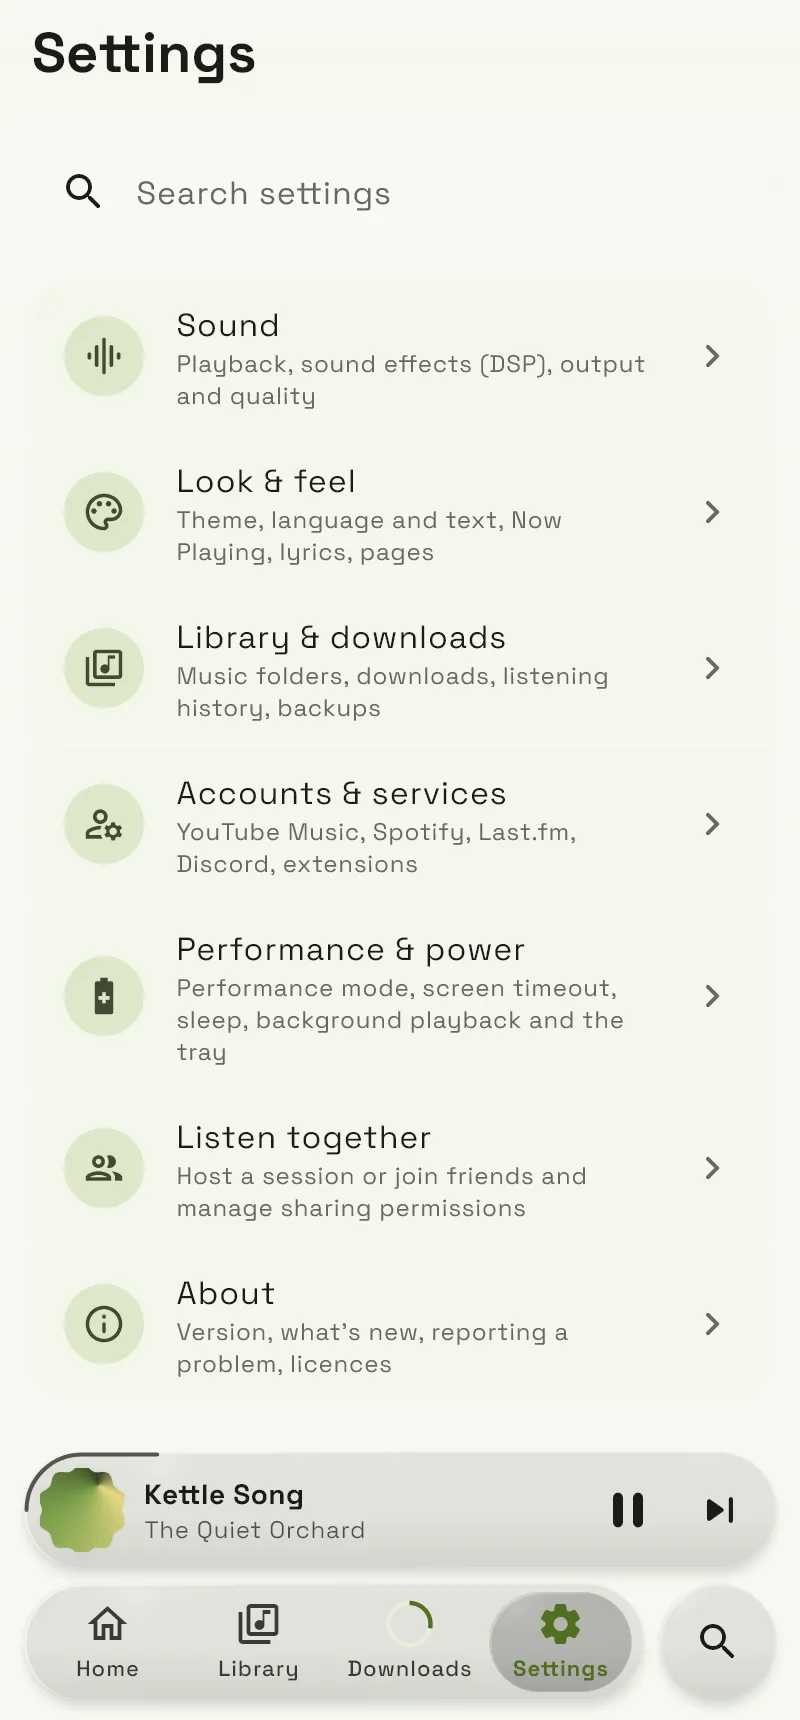 Settings
Search settings
Sound
Playback, sound effects (DSP), output
and quality
Look & feel
Theme, language and text, Now
Playing, lyrics, pages
Library & downloads
Music folders, downloads, listening
history, backups
Accounts & services
YouTube Music, Spotify, Last.fm,
Discord, extensions
Performance & power
Performance mode, screen timeout,
sleep, background playback and the
tray
Listen together
Host a session or join friends and
manage sharing permissions
About
Version, what's new, reporting a
problem, licences
Kettle Song
The Quiet Orchard
Home
Library
Downloads
Settings